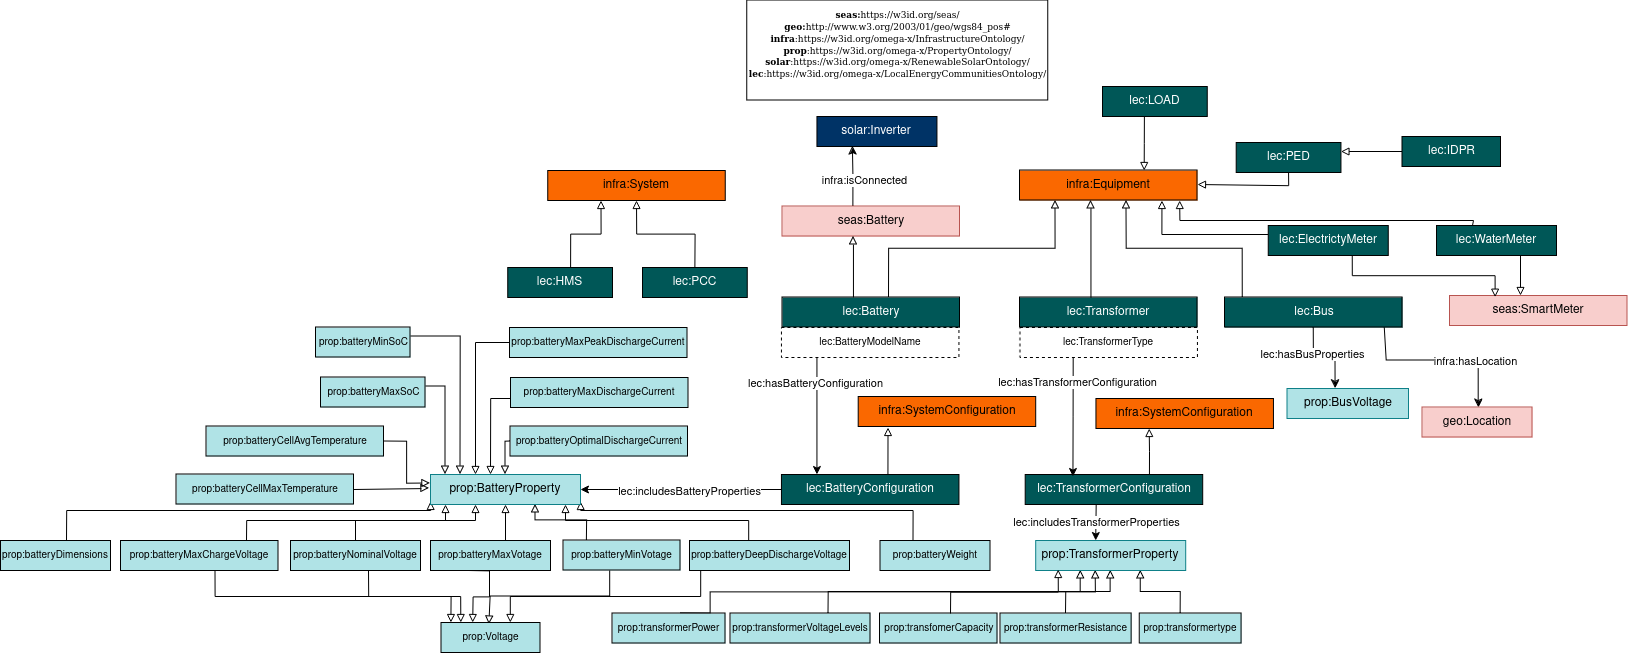 seas:https://w3id.org/seas/
geo:http://www.w3.org/2003/01/geo/wgs84_pos#
infra:https://w3id.org/omega-x/InfrastructureOntology/
prop:https://w3id.org/omega-x/PropertyOntology/
solar:https://w3id.org/omega-x/RenewableSolarOntology/
lec:https://w3id.org/omega-x/LocalEnergyCommunitiesOntology/
lec:LOAD
solar:Inverter
lec:PED
lec:IDPR
infra:isConnected
infra:System
infra:Equipment
seas:Battery
lec:ElectrictyMeter
lec:WaterMeter
lec:HMS
lec:PCC
lec:Battery
lec:Transformer
lec:Bus
seas:SmartMeter
lec:BatteryModelName
lec:TransformerType
prop:batteryMinSoC
prop:batteryMaxPeakDischargeCurrent
lec:hasBusProperties
infra:hasLocation
lec:hasBatteryConfiguration
lec:hasTransformerConfiguration
prop:batteryMaxSoC
prop:batteryMaxDischargeCurrent
infra:SystemConfiguration
infra:SystemConfiguration
prop:BusVoltage
geo:Location
prop:batteryCellAvgTemperature
prop:batteryOptimalDischargeCurrent
prop:batteryCellMaxTemperature
prop:BatteryProperty
lec:includesBatteryProperties
lec:BatteryConfiguration
lec:TransformerConfiguration
lec:includesTransformerProperties
prop:batteryDimensions
prop:batteryMaxChargeVoltage
prop:batteryNominalVoltage
prop:batteryMaxVotage
prop:batteryMinVotage
prop:batteryDeepDischargeVoltage
prop:batteryWeight
prop:TransformerProperty
prop:Voltage
prop:transformerPower
prop:transformerVoltageLevels
prop:transfomerCapacity
prop:transformerResistance
prop:transformertype